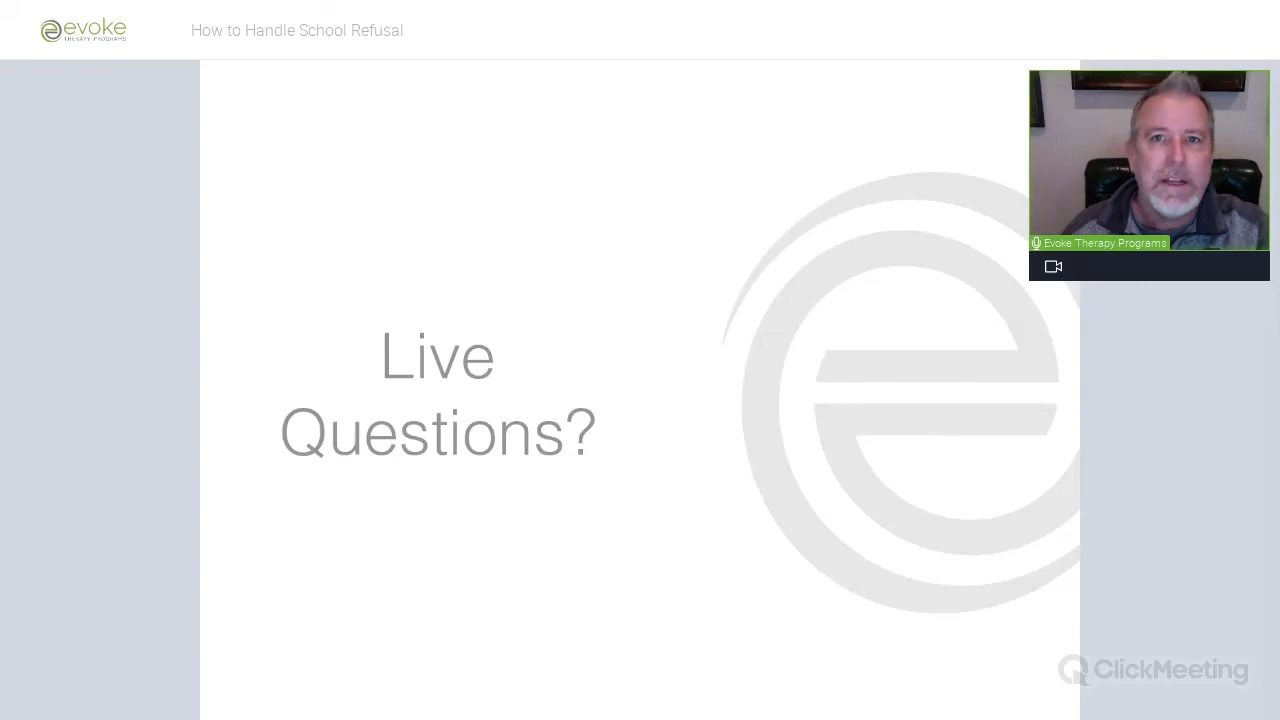 evoke
THERAPY PROGRAMS
How to Handle School Refusal
Evoke Therapy Programs
Live
Questions?
ClickMeeting